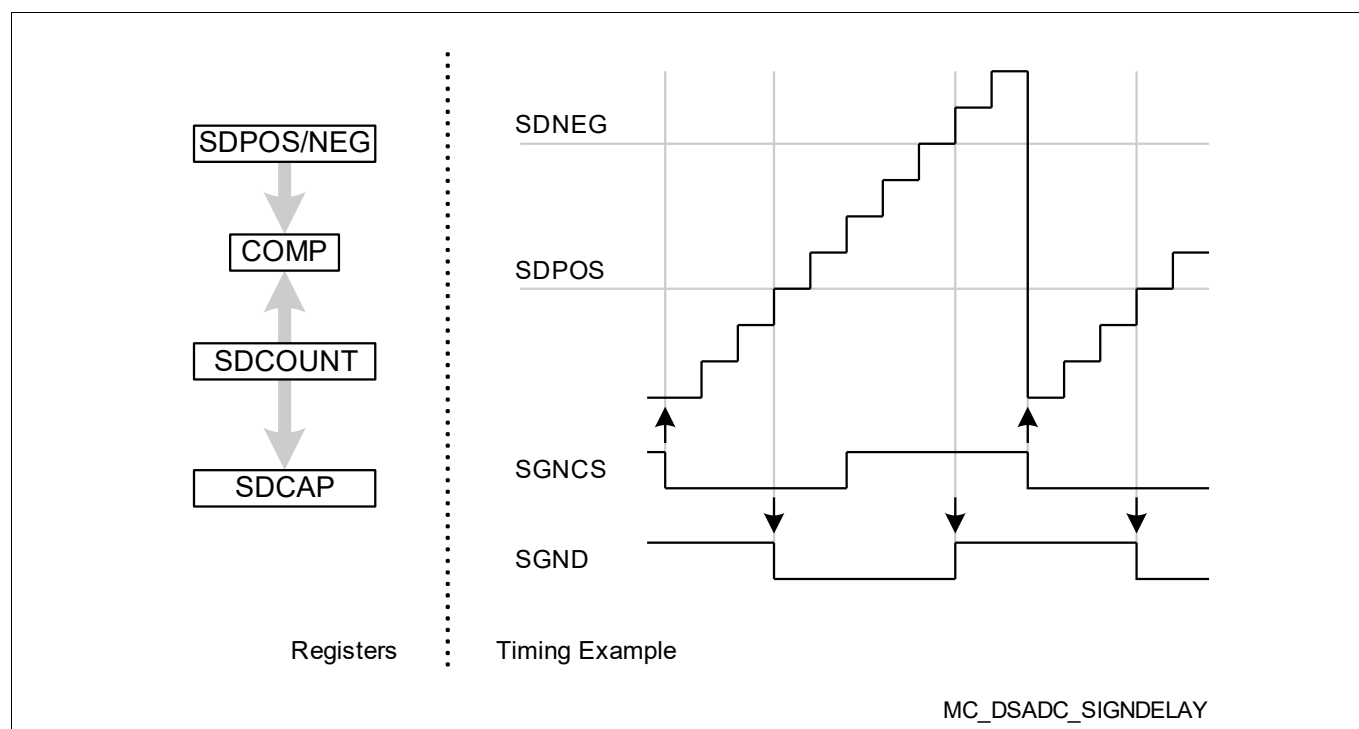 SDPOS/NEG
COMP
SDCOUNT
SDCAP
Registers
SDNEG
SDPOS
SGNCS
SGND
Timing Example
MC_DSADC_SIGNDELAY